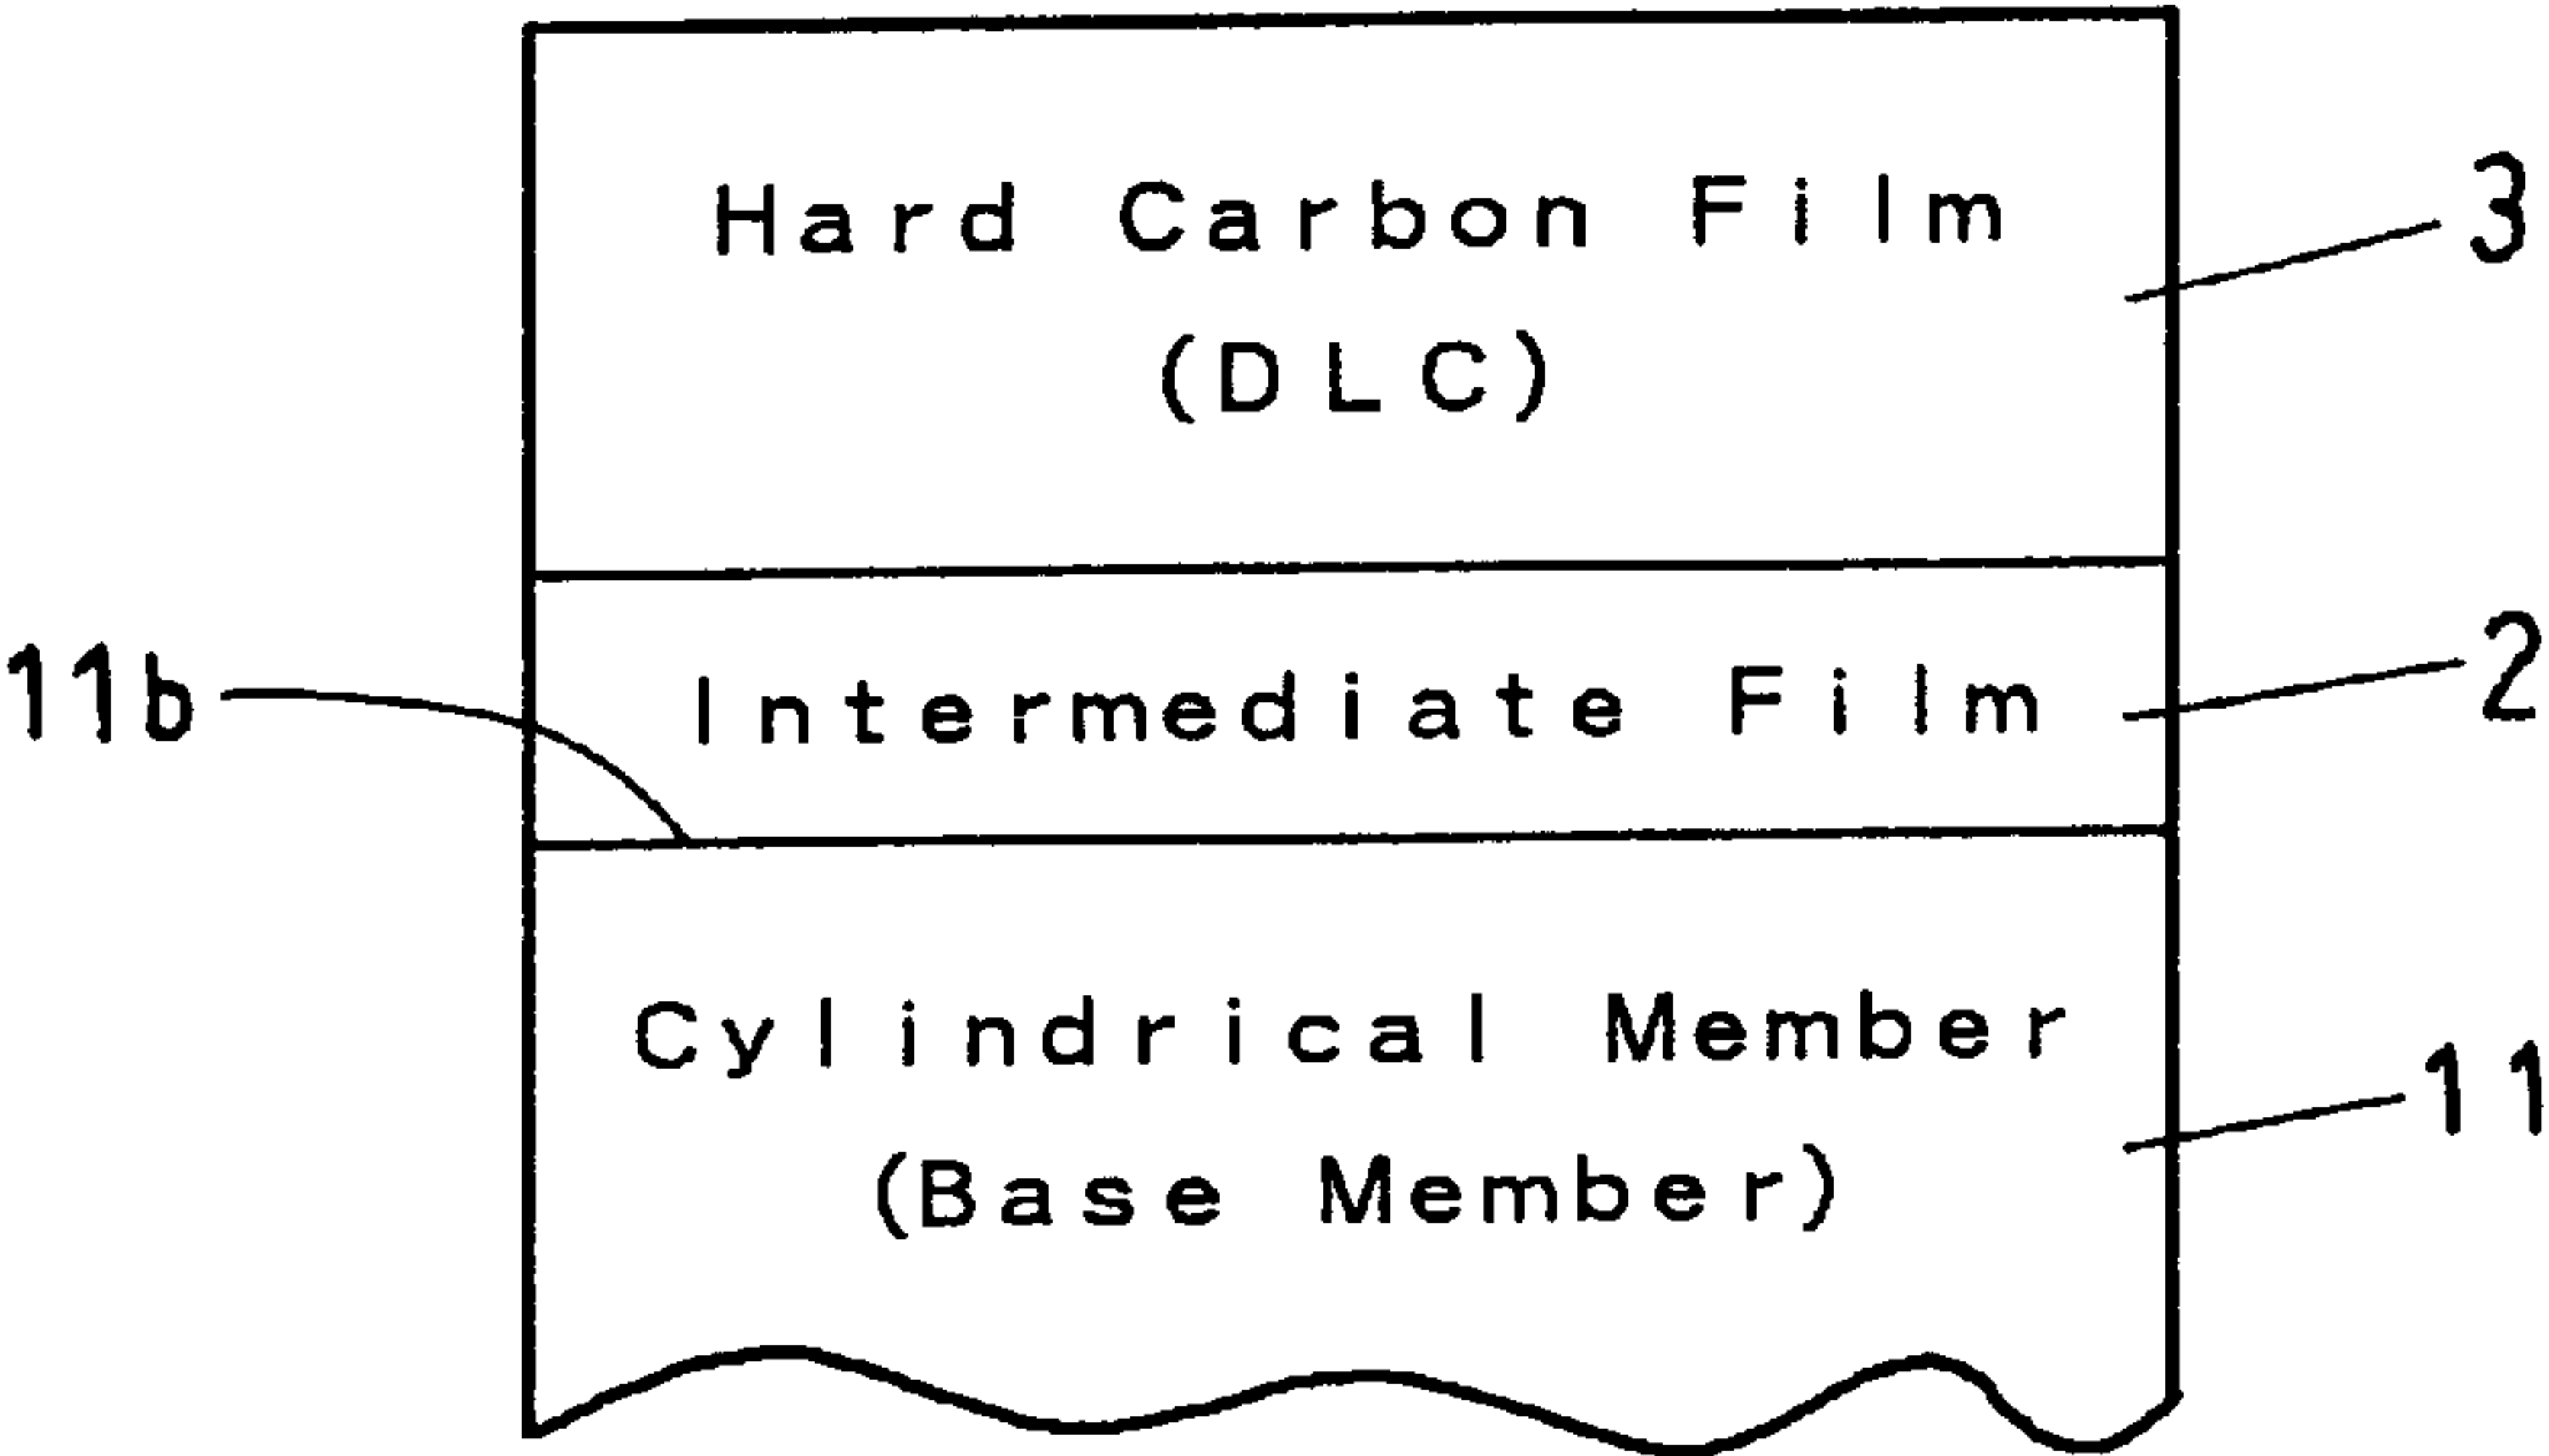 Hard Carbon Film
(DLC)
3
11b
Intermediate Film
2
Cylindrical Member
(Base Member)
11